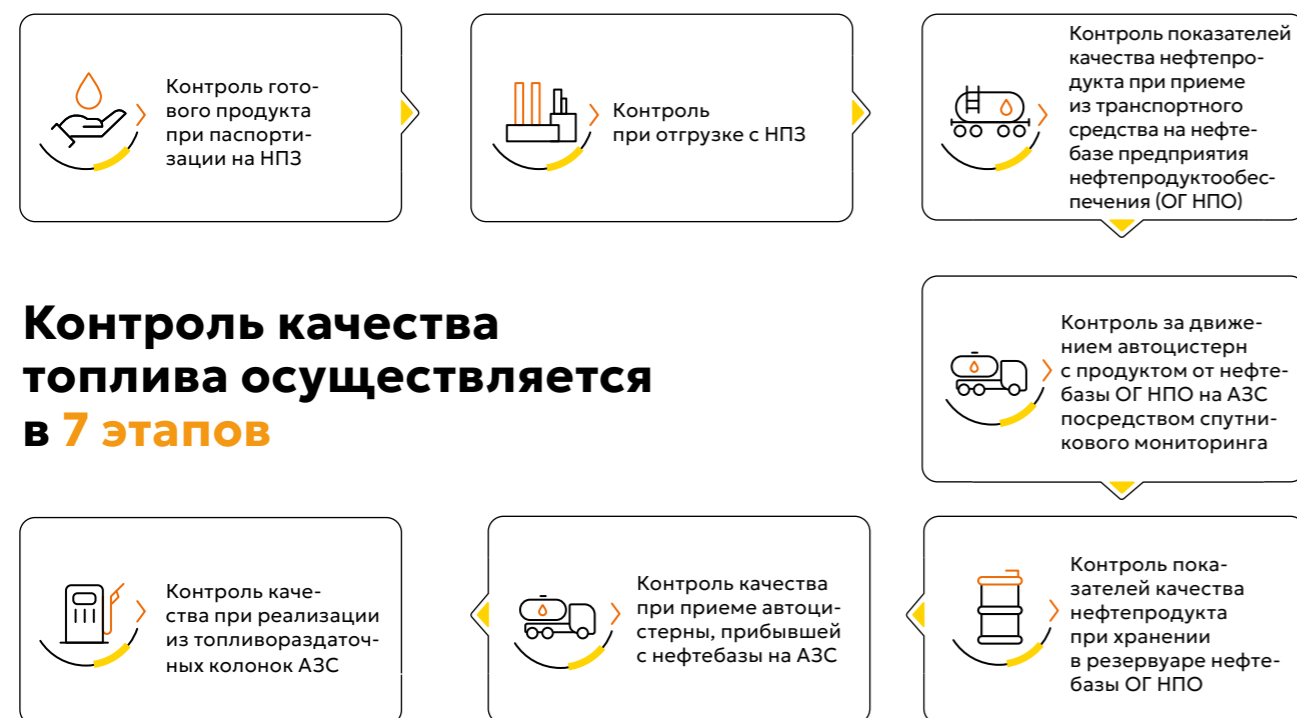 Контроль гото-
вого продукта
при паспорти-
зации на НПЗ
Контроль
при отгрузке с НПЗ
Контроль показателей
качества нефтепро-
дукта при приеме
из транспортного
средства на нефте-
базе предприятия
нефтепродуктообес-
печения (ОГ НПО)
Контроль качества
топлива осуществляется
в 7 этапов
Контроль за движе-
нием автоцистерн
с продуктом от нефте-
базы ОГ НПО на АЗС
посредством спутни-
кового мониторинга
Контроль пока-
зателей качества
нефтепродукта
при хранении
в резервуаре нефте-
базы ОГ НПО
Контроль качества
при приеме автоци-
стерны, прибывшей
с нефтебазы на АЗС
Контроль каче-
ства при реализации
из топливораздаточ-
ных колонок АЗС